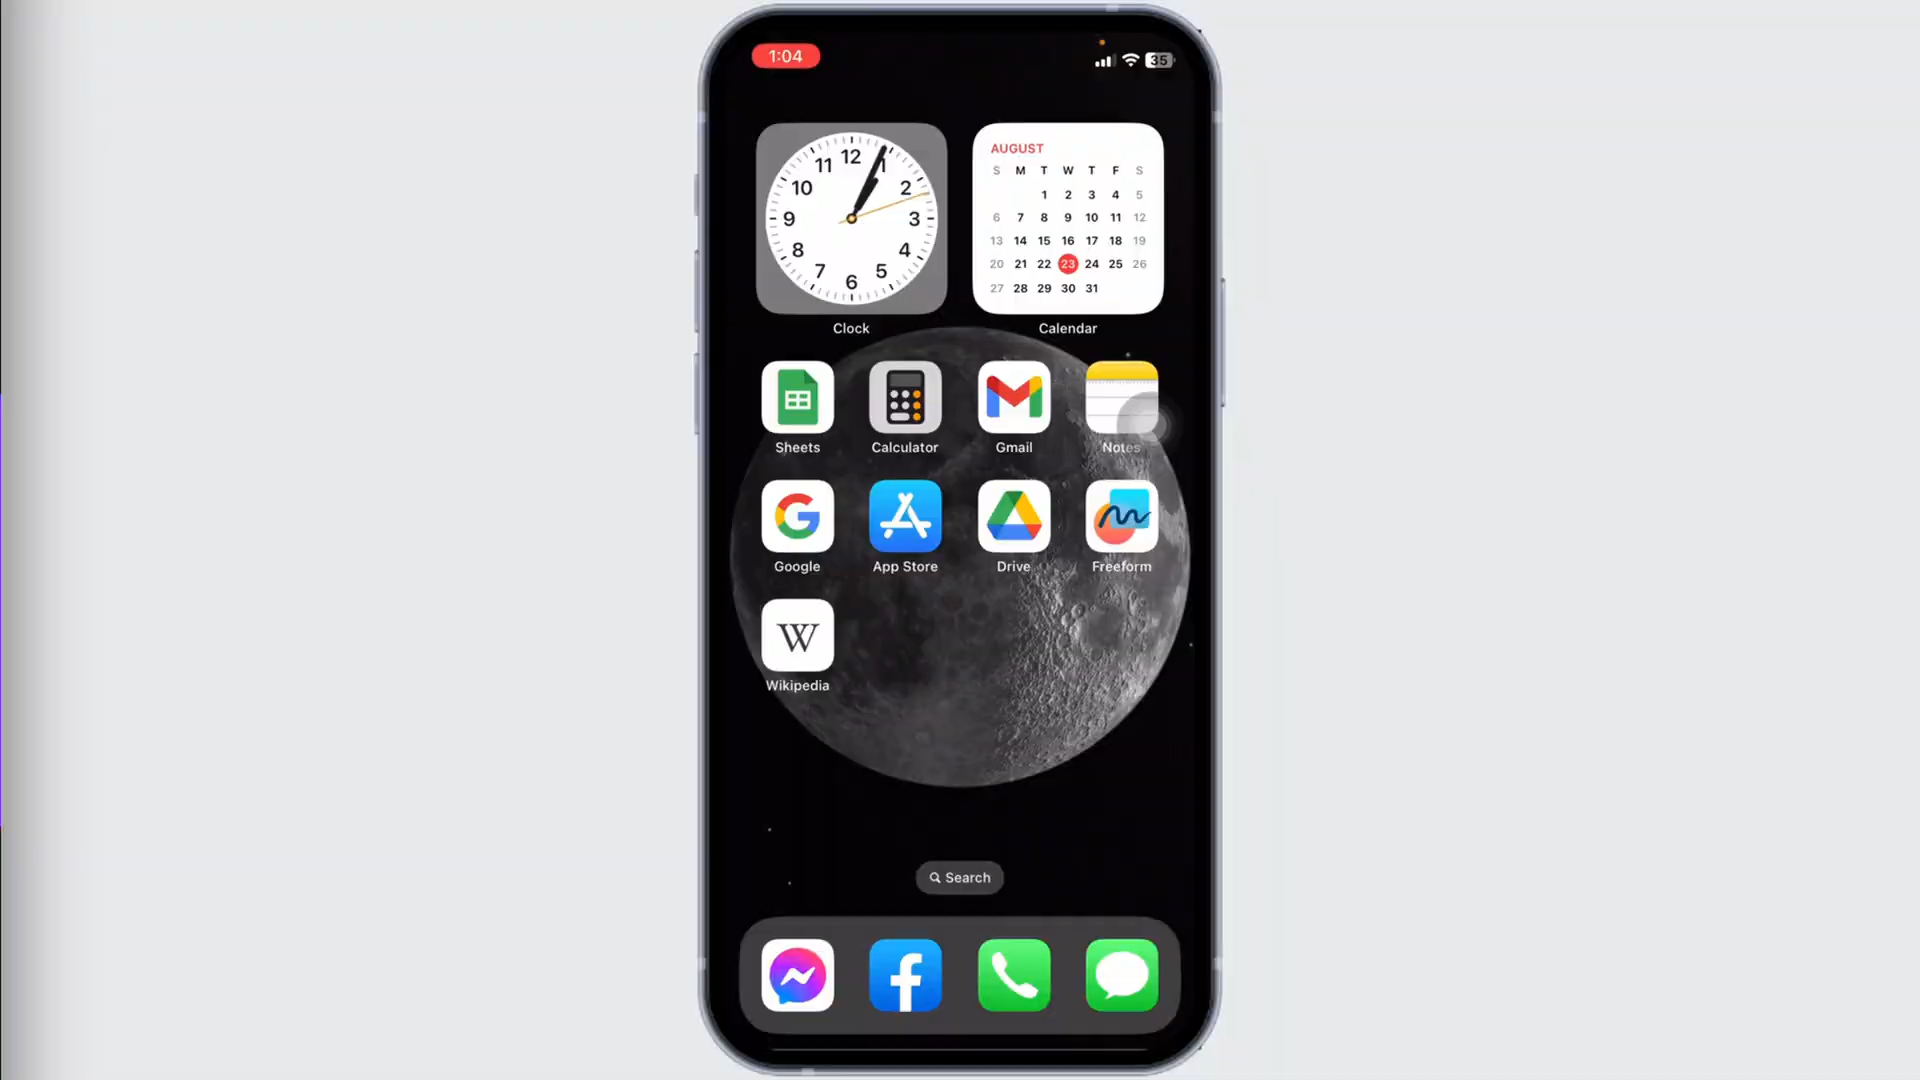 1:04
35
12
11 1
10 2
9 3
8 4
7 5
6
AUGUST
S M T W T F S
1 2 3 4 5
6 7 8 9 10 11 12
13 14 15 16 17 18 19
20 21 22 23 24 25 26
27 28 29 30 31
Clock Calendar
Sheets Calculator Gmail Notes
Google App Store Drive Freeform
W
Wikipedia
Search